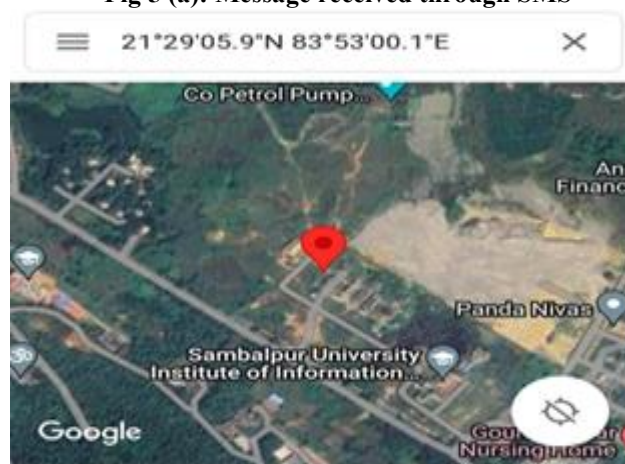 Fig 5 (a): Message received through SMS
21°29'05.9"N 83°53'00.1"E
Co Petrol Pump...
An
Financ
Panda Nivas
Sambalpur University
Institute of Information...
Google
Nursing Home